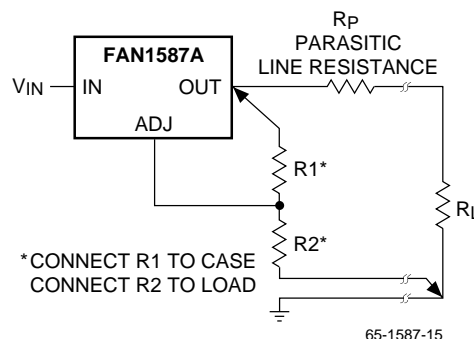 RP
PARASITIC
LINE RESISTANCE
FAN1587A
VIN
IN
OUT
ADJ
R1*
RL
R2*
*CONNECT R1 TO CASE
CONNECT R2 TO LOAD
65-1587-15